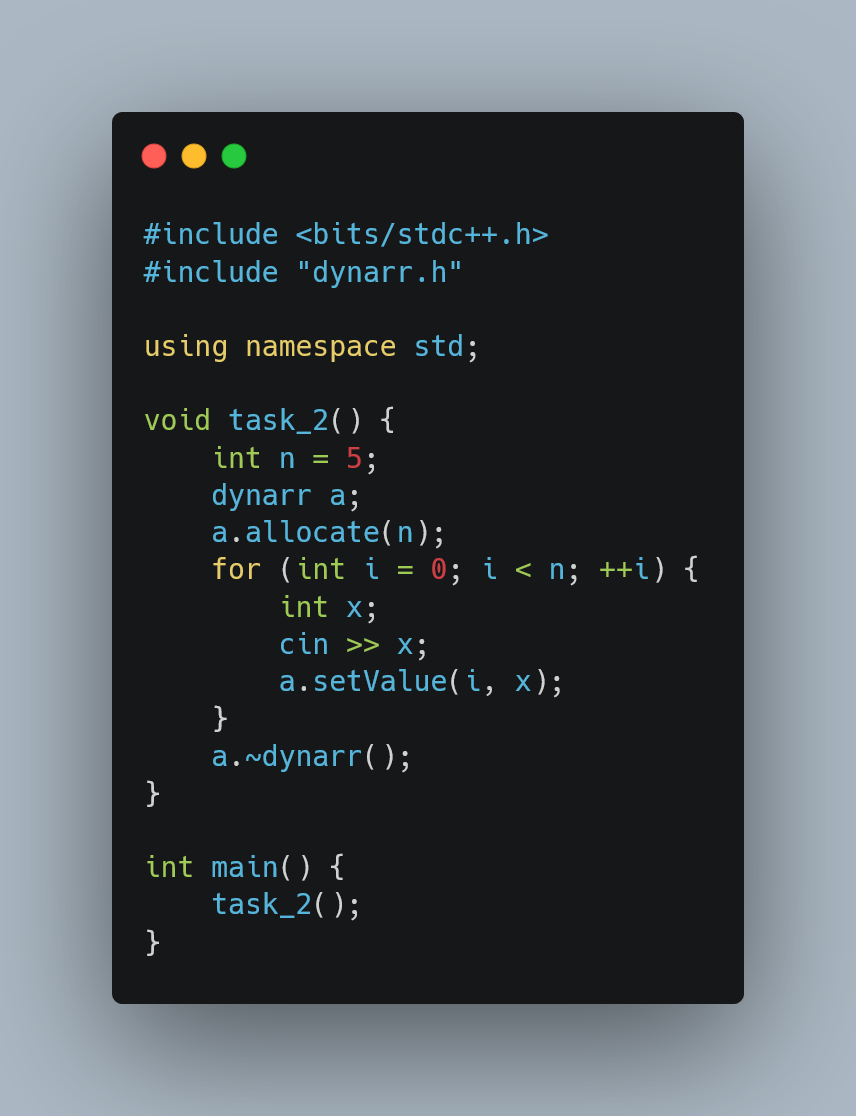 #include <bits/stdc++.h>
#include "dynarr.h"

using namespace std;

void task_2() {
    int n = 5;
    dynarr a;
    a.allocate(n);
    for (int i = 0; i < n; ++i) {
        int x;
        cin >> x;
        a.setValue(i, x);
    }
    a.~dynarr();
}

int main() {
    task_2();
}